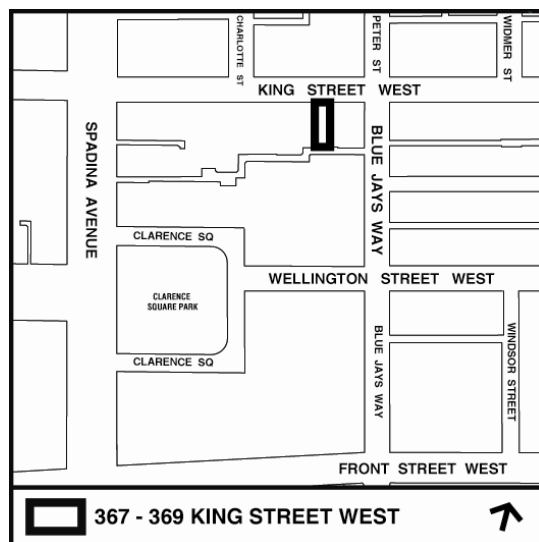 CHARLOTTE ST
PETER ST
WIDMER ST
KING STREET WEST
SPADINA AVENUE
BLUE JAYS WAY
CLARENCE SQ
WELLINGTON STREET WEST
CLARENCE
SQUARE PARK
BLUE JAYS WAY
WINDSOR STREET
CLARENCE SQ
FRONT STREET WEST
367 - 369 KING STREET WEST